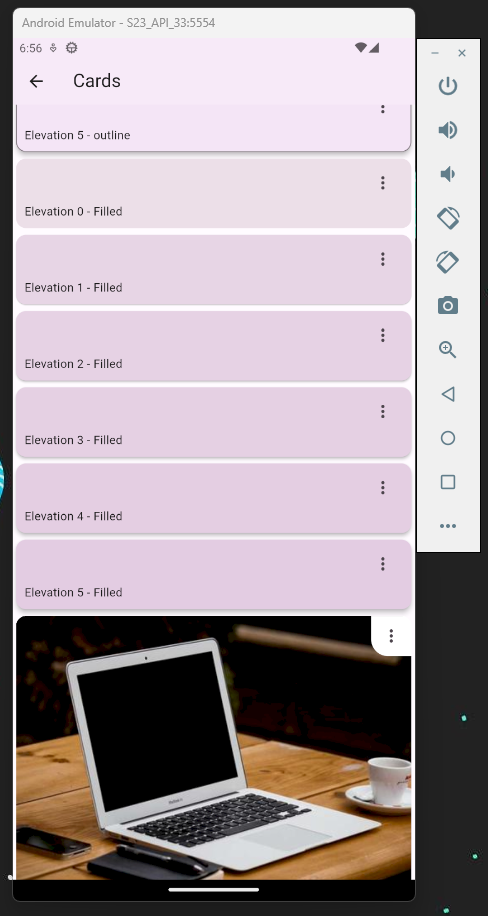 Android Emulator - S23_API_33:5554
6:56
Cards
Elevation 5 - outline
Elevation 0 - Filled
Elevation 1 - Filled
Elevation 2 - Filled
Elevation 3 - Filled
Elevation 4 - Filled
Elevation 5 - Filled